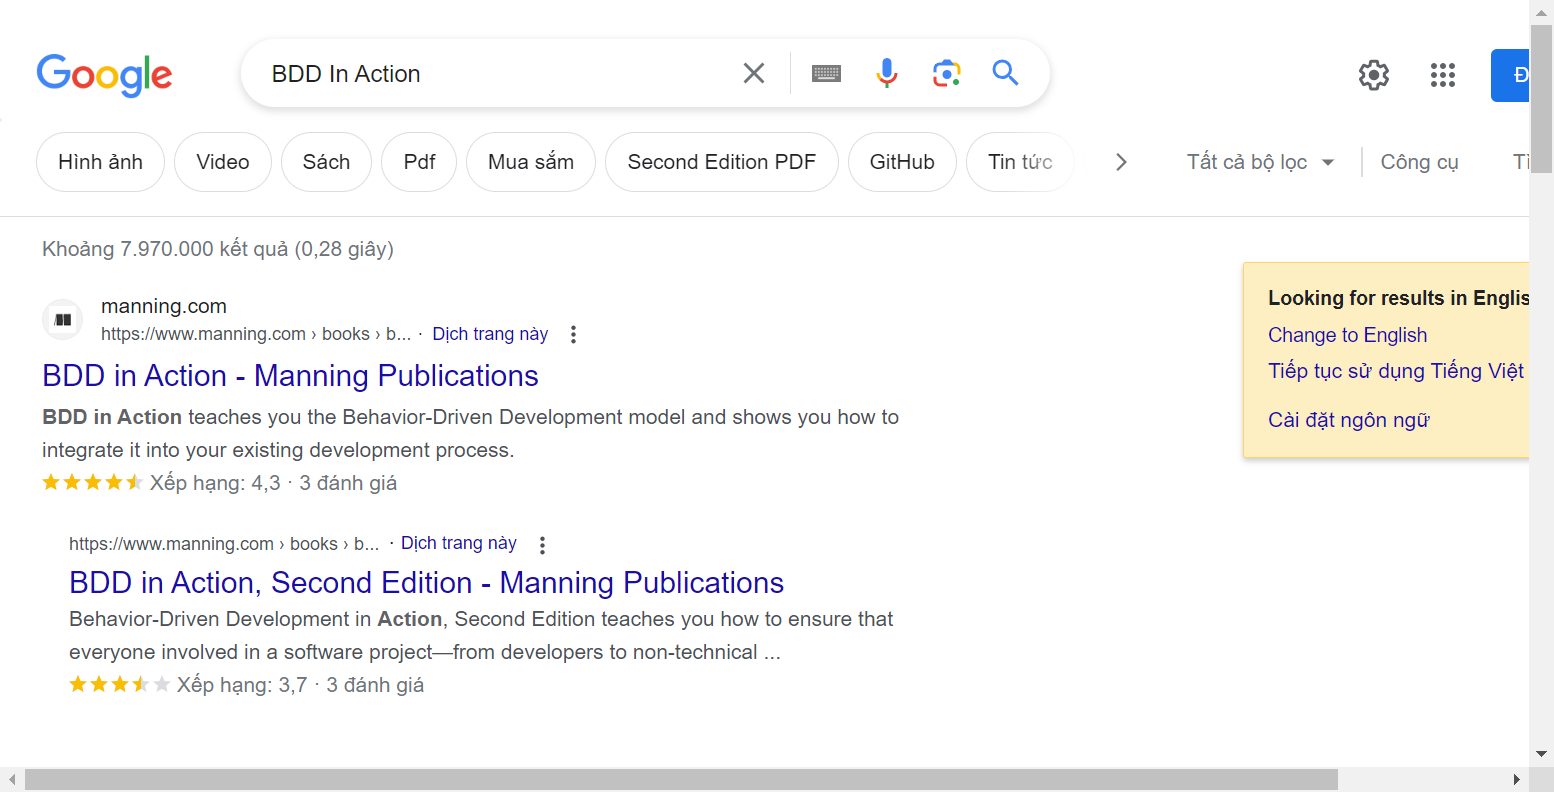 Google
BDD In Action
Hình ảnh
Video
Sách
Pdf
Mua sắm
Second Edition PDF
GitHub
Tin tức
Tất cả bộ lọc
Công cụ
Khoảng 7.970.000 kết quả (0,28 giây)
manning.com
https://www.manning.com › books › b... · Dịch trang này
BDD in Action - Manning Publications
BDD in Action teaches you the Behavior-Driven Development model and shows you how to
integrate it into your existing development process.
Xếp hạng: 4,3 · 3 đánh giá
https://www.manning.com › books › b... · Dịch trang này
BDD in Action, Second Edition - Manning Publications
Behavior-Driven Development in Action, Second Edition teaches you how to ensure that
everyone involved in a software project—from developers to non-technical ...
Xếp hạng: 3,7 · 3 đánh giá
Looking for results in Englis
Change to English
Tiếp tục sử dụng Tiếng Việt
Cài đặt ngôn ngữ